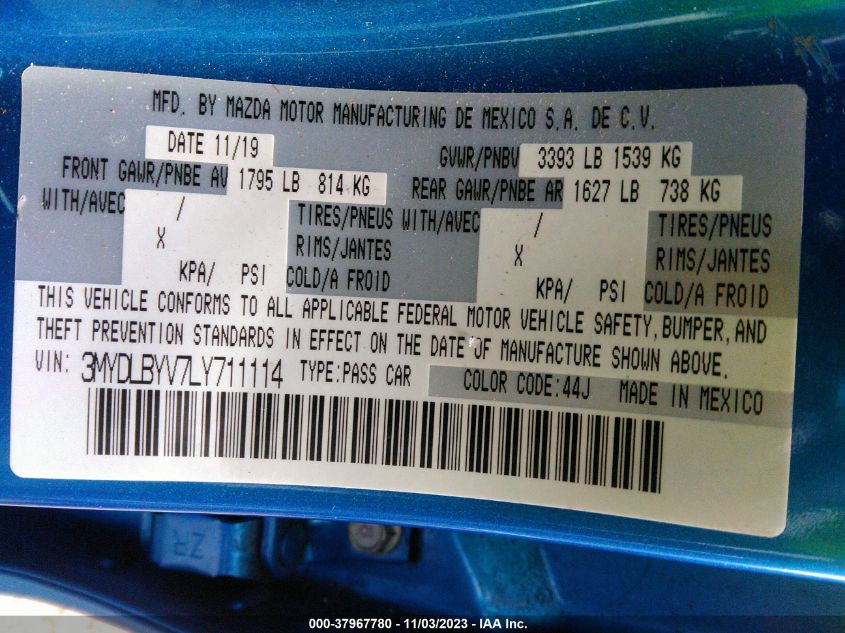 MFD. BY MAZDA MOTOR MANUFACTURING DE MEXICO S.A. DE C.V.
DATE 11/19 GVWR/PNBV 3393 LB 1539 KG
FRONT GAWR/PNBE AV 1795 LB 814 KG REAR GAWR/PNBE AR 1627 LB 738 KG
WITH/AVEC / TIRES/PNEUS WITH/AVEC / TIRES/PNEUS
X RIMS/JANTES X RIMS/JANTES
KPA/ PSI COLD/A FROID KPA/ PSI COLD/A FROID
THIS VEHICLE CONFORMS TO ALL APPLICABLE FEDERAL MOTOR VEHICLE SAFETY, BUMPER, AND
THEFT PREVENTION STANDARDS IN EFFECT ON THE DATE OF MANUFACTURE SHOWN ABOVE.
VIN: 3MYDLBYV7LY711114 TYPE:PASS CAR COLOR CODE:44J MADE IN MEXICO
ZR
000-37967780 - 11/03/2023 - IAA Inc.